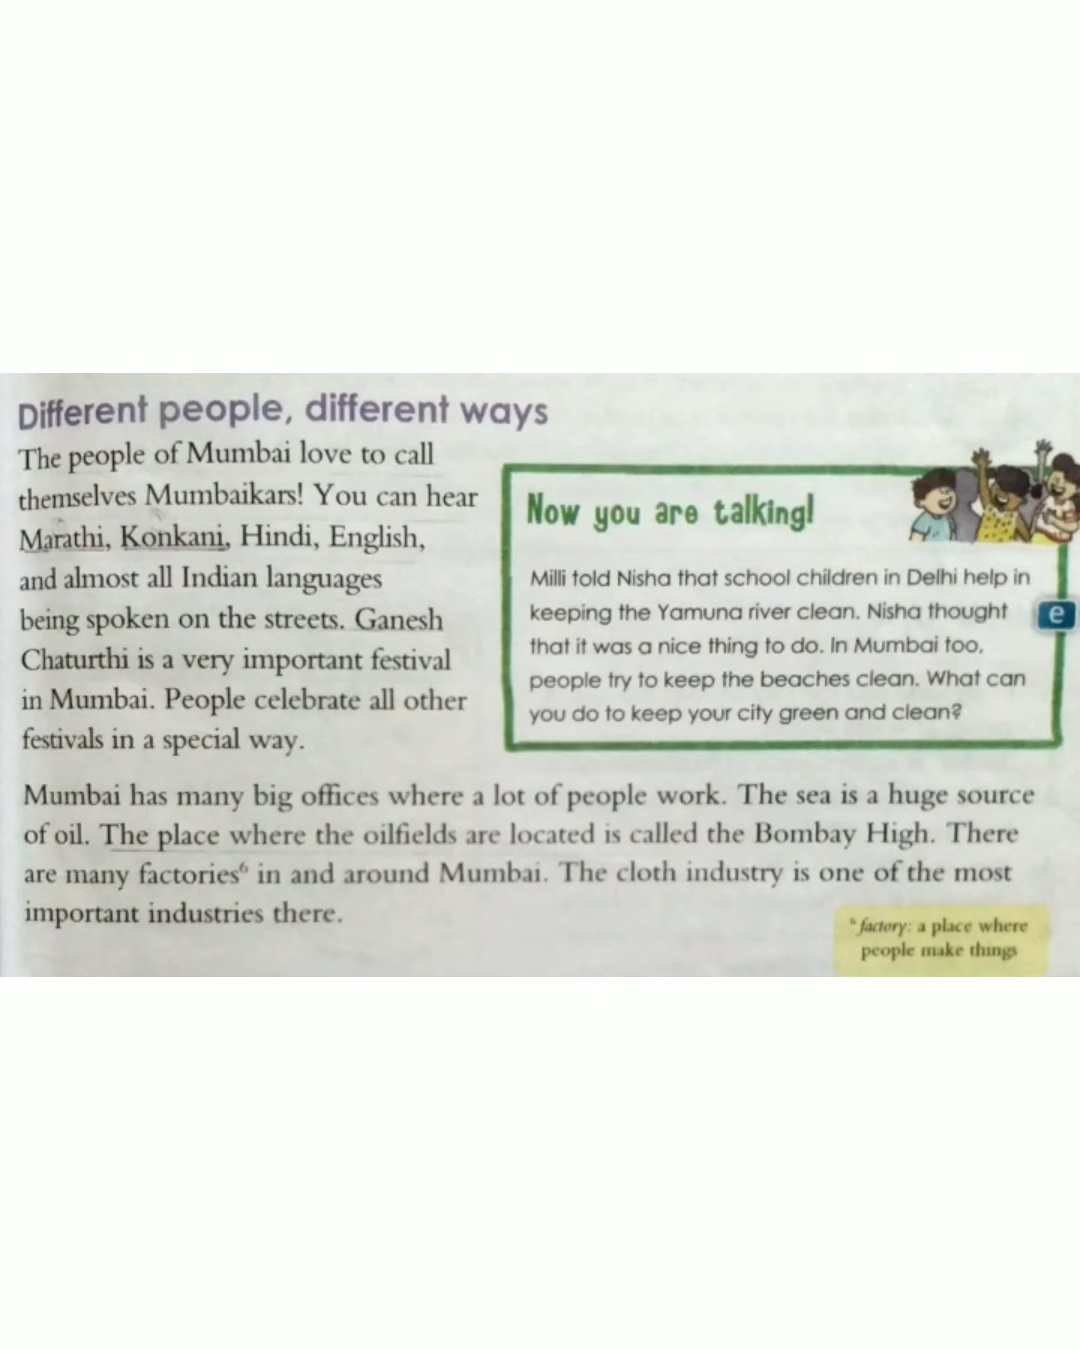 Different people, different ways
The people of Mumbai love to call
themselves Mumbaikars! You can hear
Marathi, Konkani, Hindi, English,
and almost all Indian languages
being spoken on the streets. Ganesh
Chaturthi is a very important festival
in Mumbai. People celebrate all other
festivals in a special way.
Now you are talking!
Milli told Nisha that school children in Delhi help in
keeping the Yamuna river clean. Nisha thought
that it was a nice thing to do. In Mumbai too,
people try to keep the beaches clean. What can
you do to keep your city green and clean?
e
Mumbai has many big offices where a lot of people work. The sea is a huge source
of oil. The place where the oilfields are located is called the Bombay High. There
are many factories⁶ in and around Mumbai. The cloth industry is one of the most
important industries there.
⁶factory: a place where
people make things